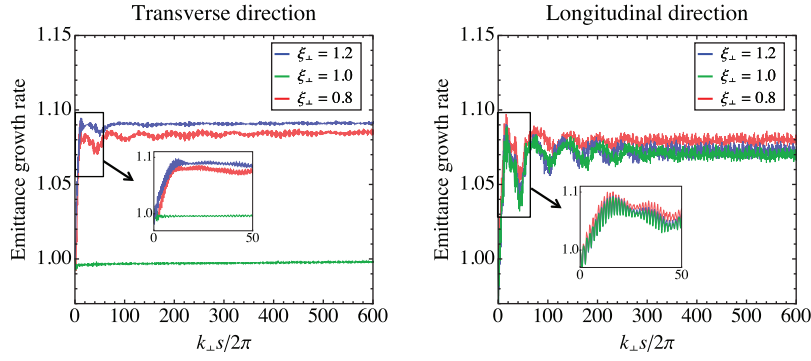 Transverse direction
Emittance growth rate
1.15
1.10
1.05
1.00
ξ⊥ = 1.2
ξ⊥ = 1.0
ξ⊥ = 0.8
1.1
1.0
0 50
0 100 200 300 400 500 600
k⊥s/2π
Longitudinal direction
Emittance growth rate
1.15
1.10
1.05
1.00
ξ⊥ = 1.2
ξ⊥ = 1.0
ξ⊥ = 0.8
1.1
1.0
0 50
0 100 200 300 400 500 600
k⊥s/2π